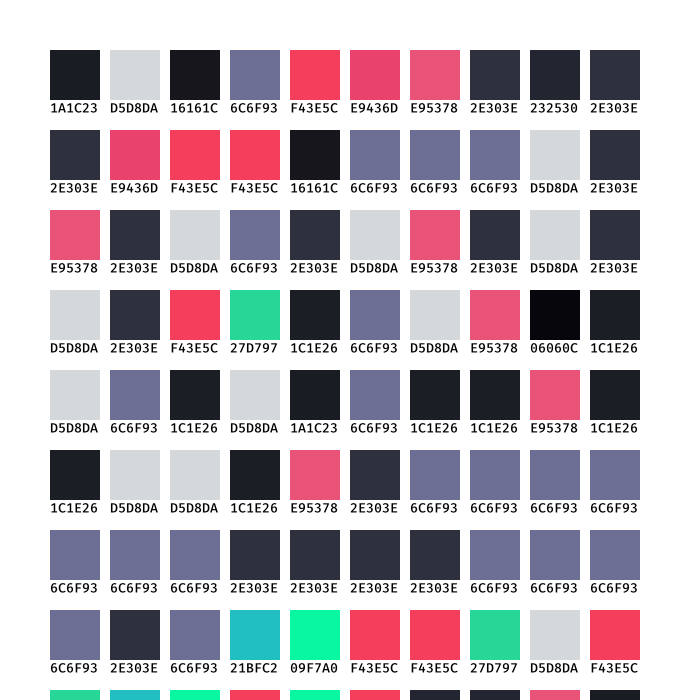 1A1C23 D5D8DA 16161C 6C6F93 F43E5C E9436D E95378 2E303E 232530 2E303E
2E303E E9436D F43E5C F43E5C 16161C 6C6F93 6C6F93 6C6F93 D5D8DA 2E303E
E95378 2E303E D5D8DA 6C6F93 2E303E D5D8DA E95378 2E303E D5D8DA 2E303E
D5D8DA 2E303E F43E5C 27D797 1C1E26 6C6F93 D5D8DA E95378 06060C 1C1E26
D5D8DA 6C6F93 1C1E26 D5D8DA 1A1C23 6C6F93 1C1E26 1C1E26 E95378 1C1E26
1C1E26 D5D8DA D5D8DA 1C1E26 E95378 2E303E 6C6F93 6C6F93 6C6F93 6C6F93
6C6F93 6C6F93 6C6F93 2E303E 2E303E 2E303E 2E303E 6C6F93 6C6F93 6C6F93
6C6F93 2E303E 6C6F93 21BFC2 09F7A0 F43E5C F43E5C 27D797 D5D8DA F43E5C